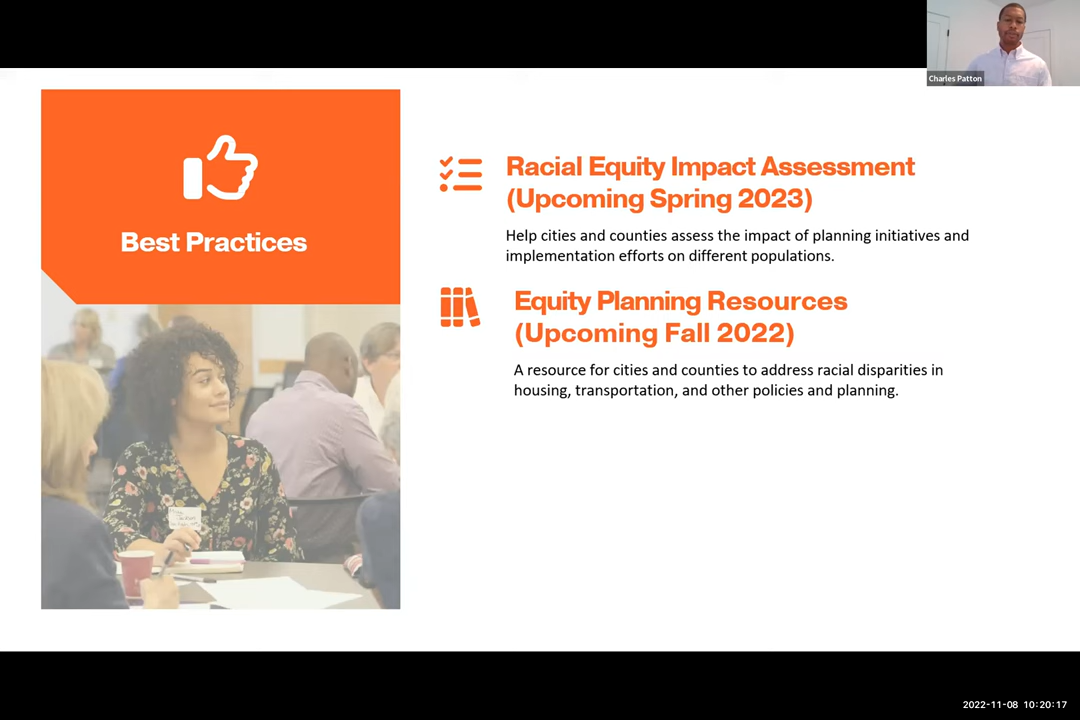 Charles Patton
Best Practices
Racial Equity Impact Assessment
(Upcoming Spring 2023)
Help cities and counties assess the impact of planning initiatives and
implementation efforts on different populations.
Equity Planning Resources
(Upcoming Fall 2022)
A resource for cities and counties to address racial disparities in
housing, transportation, and other policies and planning.
2022-11-08 10:20:17